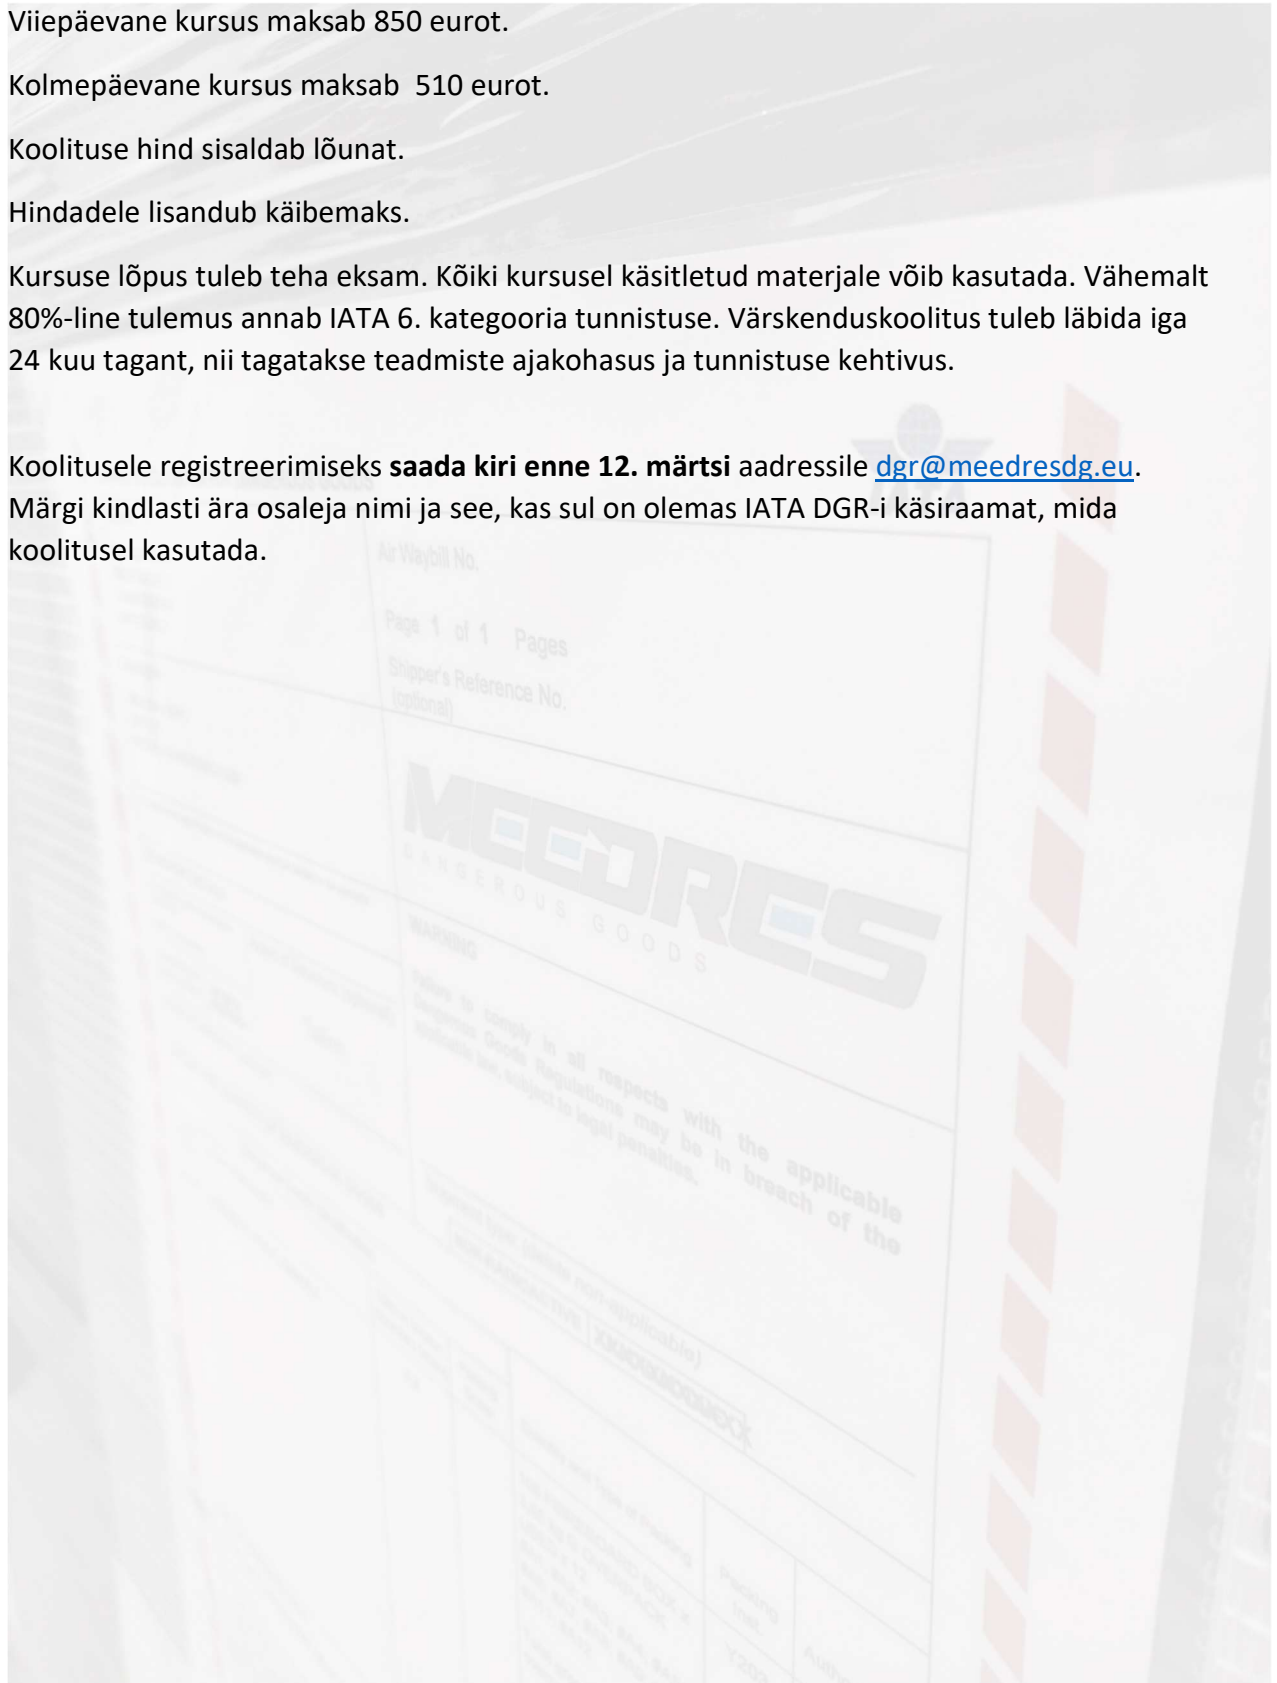 Viiepäevane kursus maksab 850 eurot.
Kolmepäevane kursus maksab  510 eurot.
Koolituse hind sisaldab lõunat.
Hindadele lisandub käibemaks.
Kursuse lõpus tuleb teha eksam. Kõiki kursusel käsitletud materjale võib kasutada. Vähemalt
80%-line tulemus annab IATA 6. kategooria tunnistuse. Värskenduskoolitus tuleb läbida iga
24 kuu tagant, nii tagatakse teadmiste ajakohasus ja tunnistuse kehtivus.
Koolitusele registreerimiseks saada kiri enne 12. märtsi aadressile dgr@meedresdg.eu.
Märgi kindlasti ära osaleja nimi ja see, kas sul on olemas IATA DGR-i käsiraamat, mida
koolitusel kasutada.
Air Waybill No.
Page 1 of 1 Pages
Shipper's Reference No.
(optional)
MEEDRES
DANGEROUS GOODS
WARNING
Failure to comply in all respects with the applicable
Dangerous Goods Regulations may be in breach of the
applicable law, subject to legal penalties.